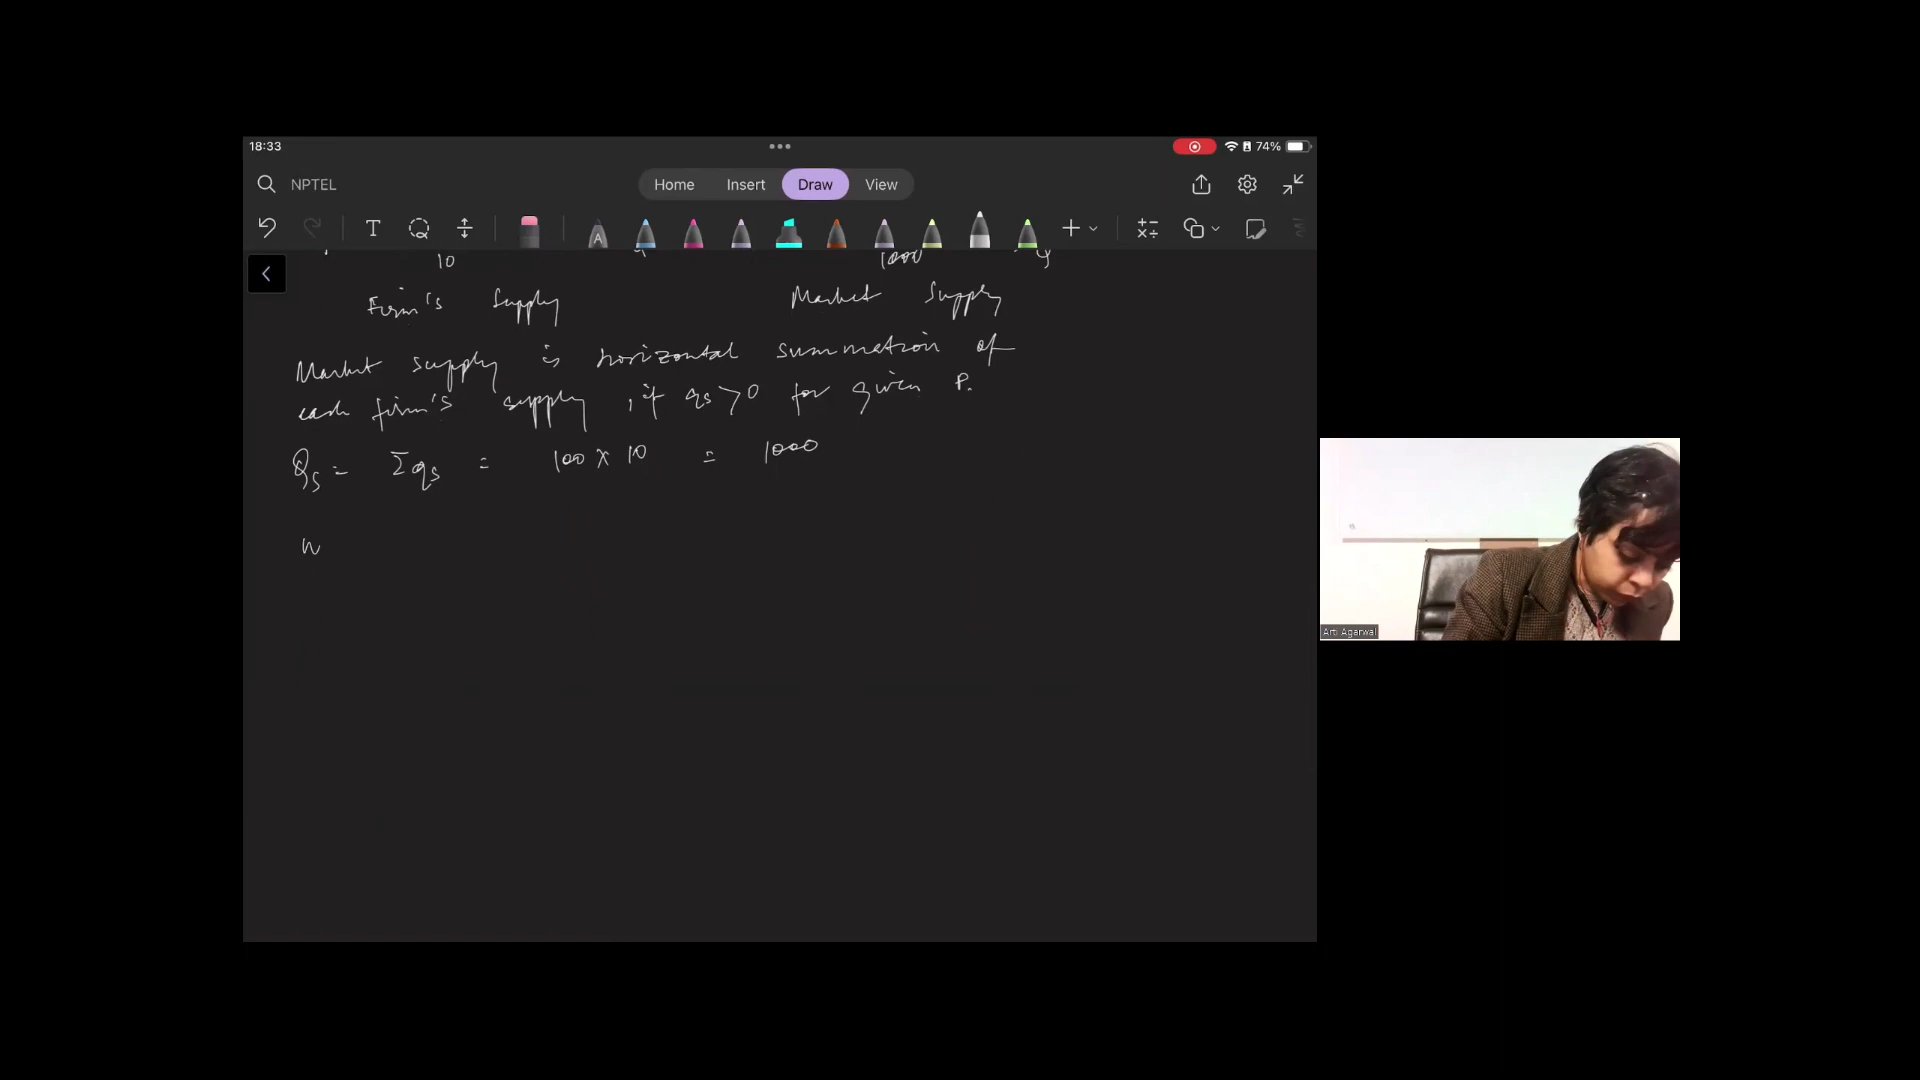 18:33
74%
NPTEL
Home Insert Draw View
T
A
10
1000
Firm's Supply
Market Supply
Market supply is horizontal summation of
each firm's supply, if qs > 0 for given P.
Qs = Σqs = 100 x 10 = 1000
W
Arti Agarwal